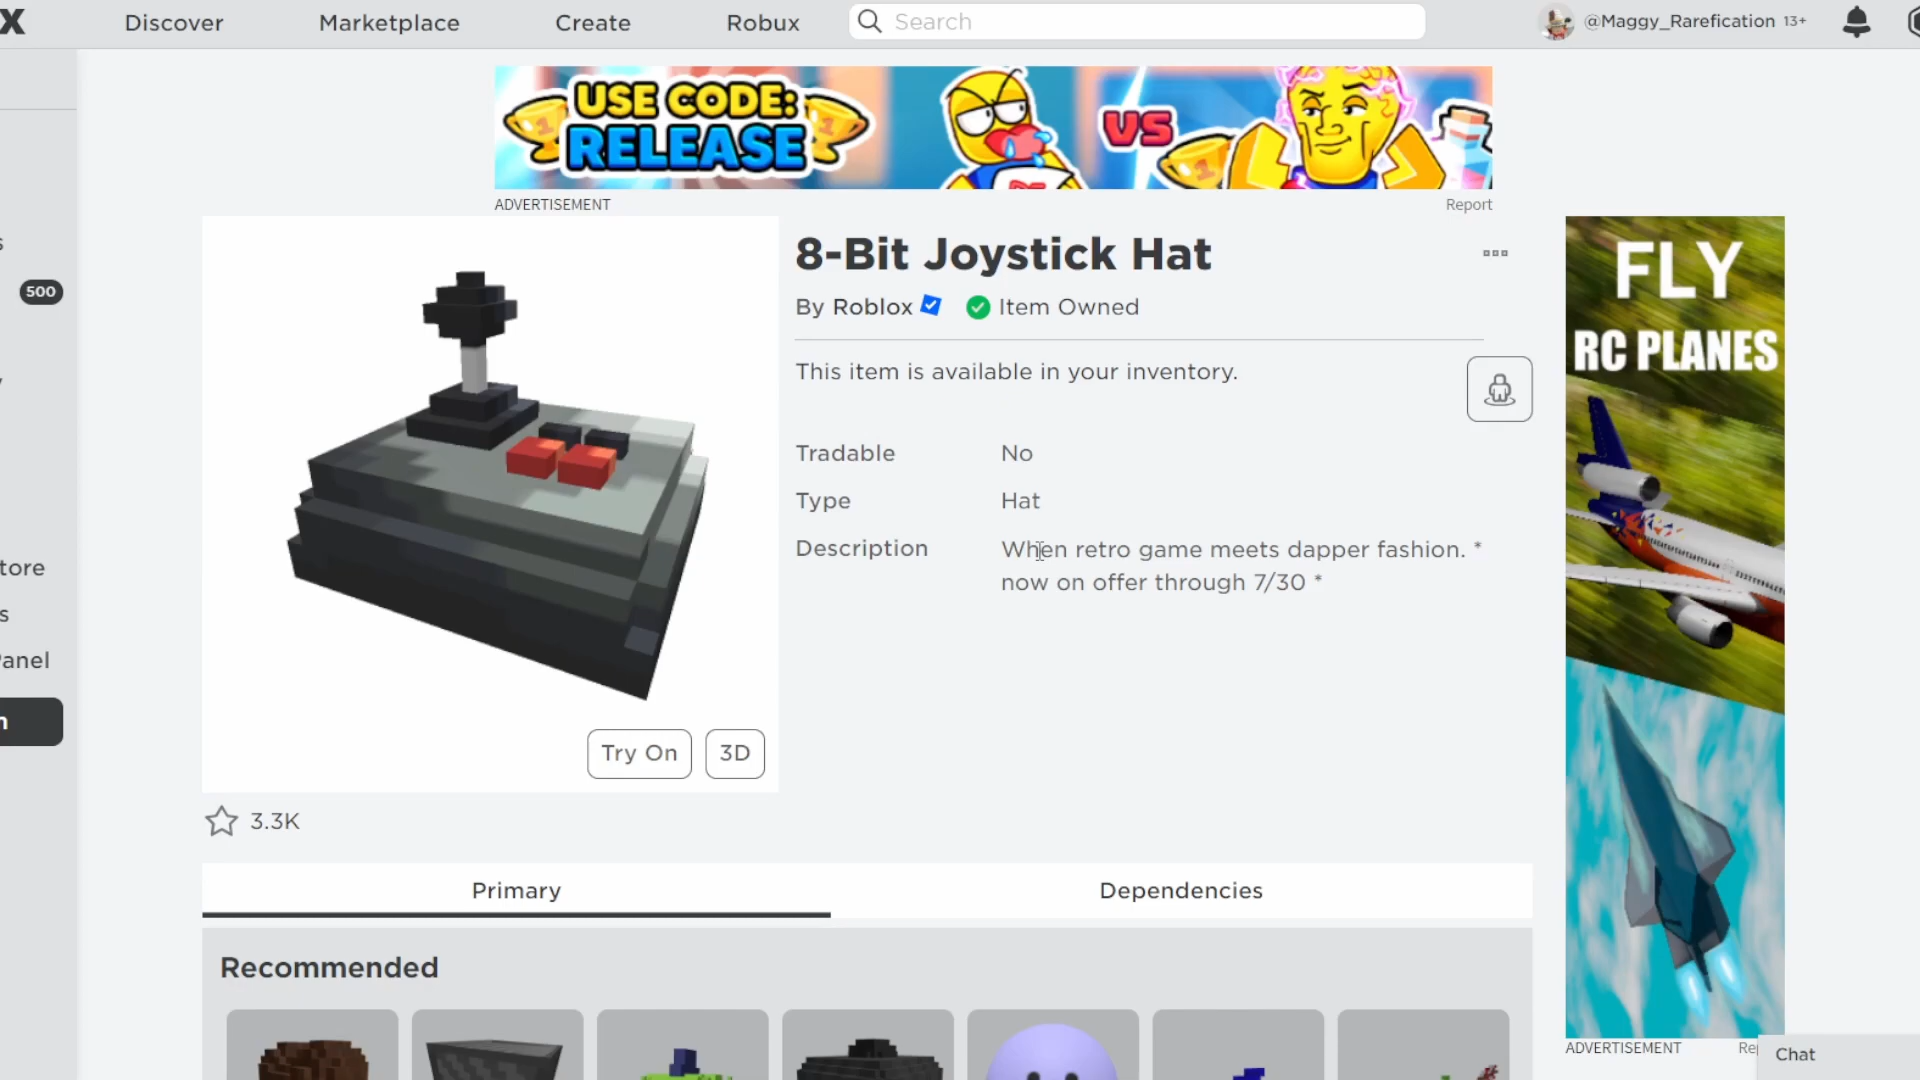 X Discover Marketplace Create Robux Search @Maggy_Rarefication 13+
USE CODE:
RELEASE
VS
ADVERTISEMENT Report
8-Bit Joystick Hat
By Roblox Item Owned
This item is available in your inventory.
Tradable No
Type Hat
Description When retro game meets dapper fashion. *
now on offer through 7/30 *
Try On 3D
3.3K
Primary Dependencies
Recommended
s
500
y
tore
s
Panel
n
FLY
RC PLANES
ADVERTISEMENT Rep
Chat